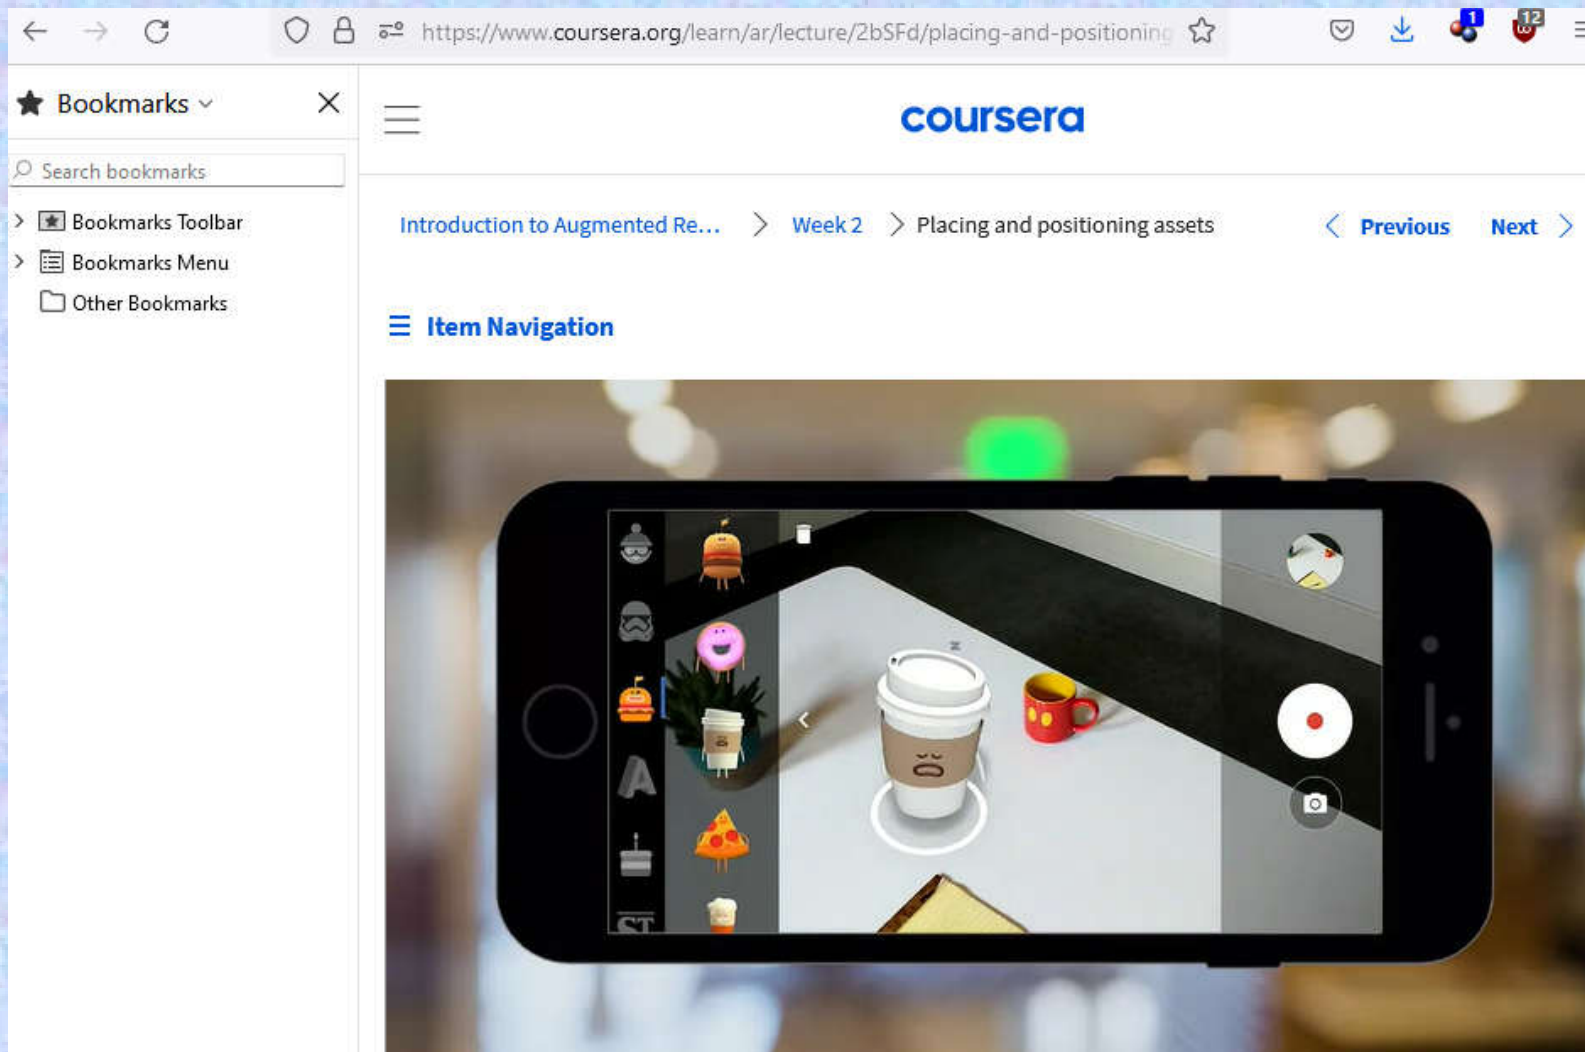 https://www.coursera.org/learn/ar/lecture/2bSFd/placing-and-positioning
1
12
Bookmarks
Search bookmarks
Bookmarks Toolbar
Bookmarks Menu
Other Bookmarks
coursera
Introduction to Augmented Re... > Week 2 > Placing and positioning assets
Previous
Next
Item Navigation
A
ST